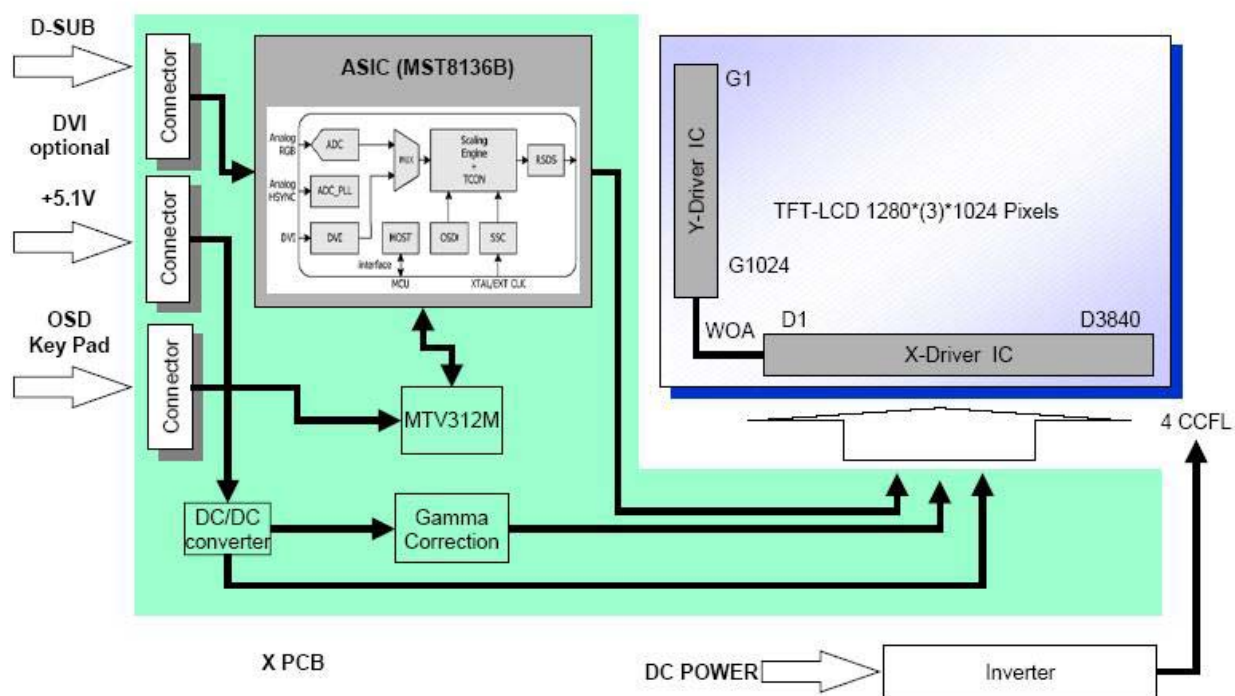 D-SUB
DVI
optional
+5.1V
OSD
Key Pad
Connector
Connector
Connector
ASIC (MST8136B)
Analog
RGB
ADC
MUX
Scaling
Engine
+
TCON
RSDS
Analog
HSYNC
ADC_PLL
DVI
DVI
HOST
OSD
SSC
interface
MCU
XTAL/EXT CLK
MTV312M
DC/DC
converter
Gamma
Correction
G1
Y-Driver IC
TFT-LCD 1280*(3)*1024 Pixels
G1024
WOA
D1
D3840
X-Driver IC
4 CCFL
X PCB
DC POWER
Inverter